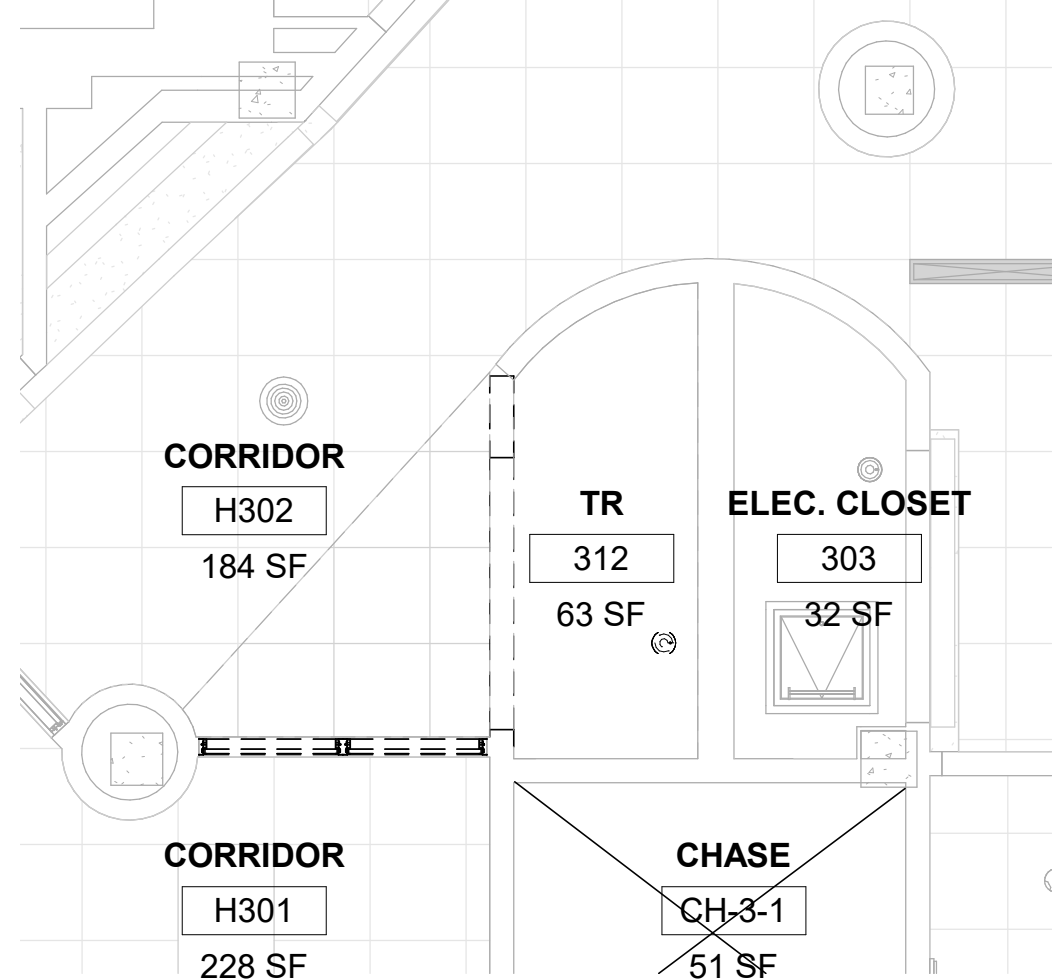 CORRIDOR
H302
184 SF
TR
312
63 SF
ELEC. CLOSET
303
32 SF
CORRIDOR
H301
228 SF
CHASE
CH-3-1
51 SF